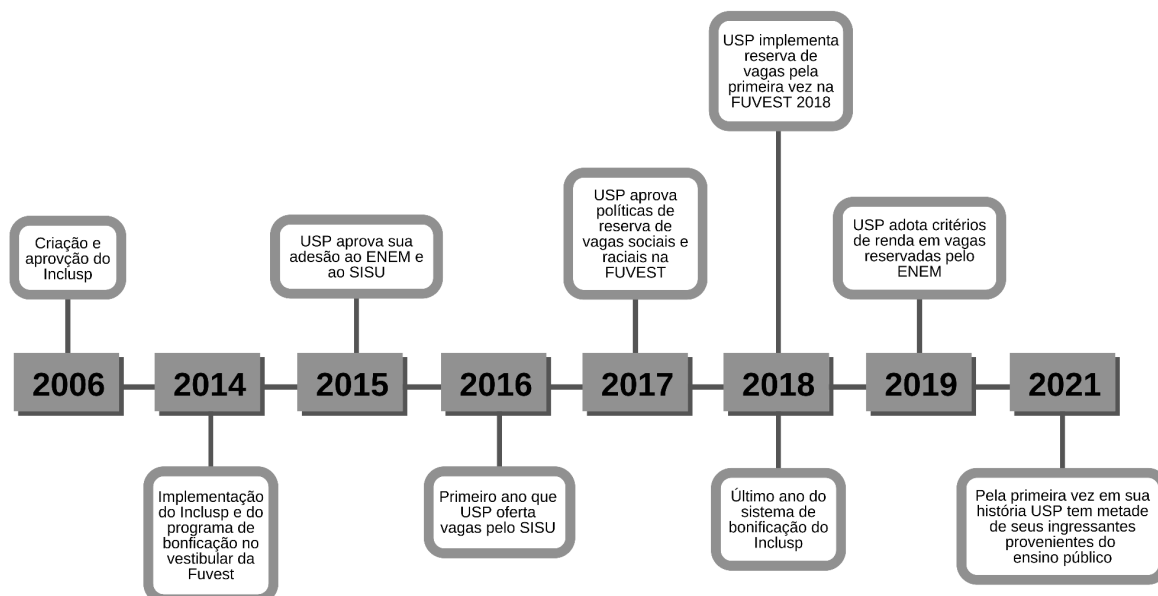 USP implementa
reserva de
vagas pela
primeira vez na
FUVEST 2018
USP aprova
políticas de
reserva de
vagas sociais e
raciais na
FUVEST
USP adota critérios
de renda em vagas
reservadas pelo
ENEM
Criação e
aprovção do
Inclusp
USP aprova sua
adesão ao ENEM e
ao SISU
2006
2014
2015
2016
2017
2018
2019
2021
Implementação
do Inclusp e do
programa de
bonficação no
vestibular da
Fuvest
Primeiro ano que
USP oferta
vagas pelo SISU
Último ano do
sistema de
bonificação do
Inclusp
Pela primeira vez em sua
história USP tem metade
de seus ingressantes
provenientes do
ensino público